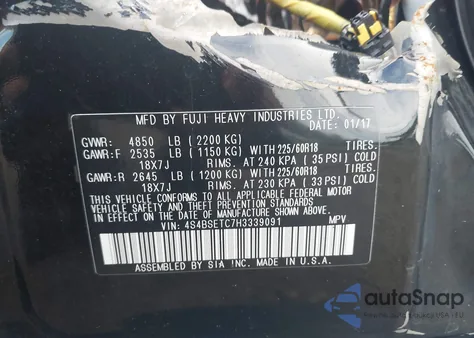 MFD BY FUJI HEAVY INDUSTRIES LTD.
DATE: 01/17
GVWR: 4850 LB (2200 KG)
GAWR:F 2535 LB (1150 KG) WITH 225/60R18 TIRES.
18X7J RIMS. AT 240 KPA ( 35 PSI) COLD
GAWR:R 2645 LB (1200 KG) WITH 225/60R18 TIRES.
18X7J RIMS. AT 230 KPA ( 33 PSI) COLD
THIS VEHICLE CONFORMS TO ALL APPLICABLE FEDERAL MOTOR
VEHICLE SAFETY AND THEFT PREVENTION STANDARDS
IN EFFECT ON THE DATE OF MANUFACTURE SHOWN ABOVE.
VIN: 4S4BSETC7H3339091 MPV
ASSEMBLED BY SIA INC. MADE IN U.S.A.
autoSnap